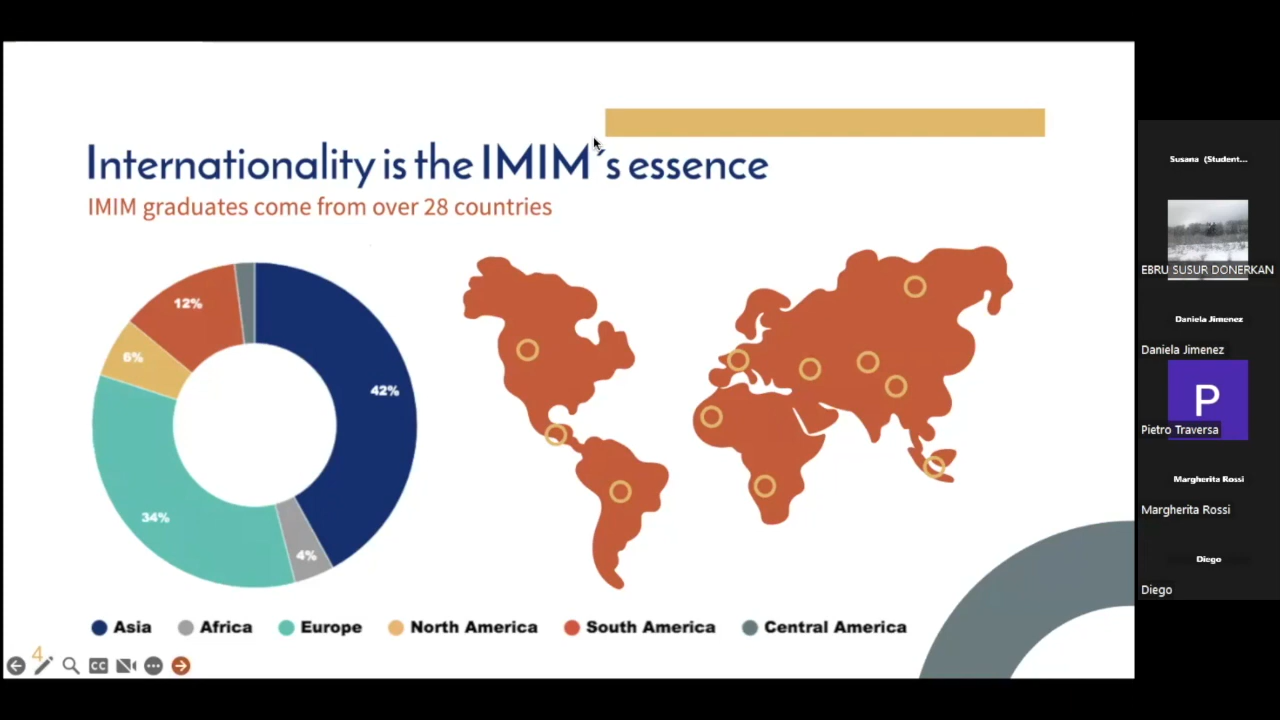 Internationality is the IMIM´s essence
IMIM graduates come from over 28 countries
12%
6%
42%
34%
4%
Asia
Africa
Europe
North America
South America
Central America
4
CC
Susana (Student...
EBRU SUSUR DONERKAN
Daniela Jimenez
Daniela Jimenez
P
Pietro Traversa
Margherita Rossi
Margherita Rossi
Diego
Diego